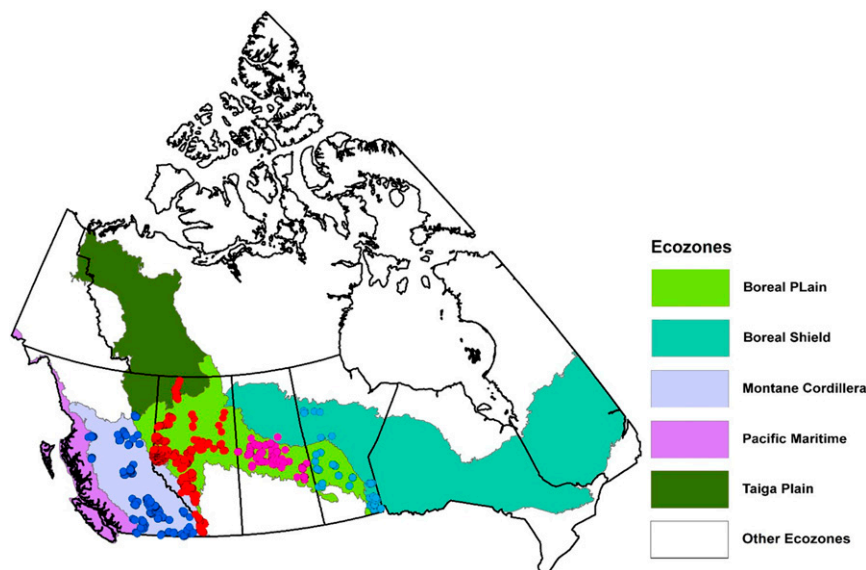 Ecozones
Boreal PLain
Boreal Shield
Montane Cordillera
Pacific Maritime
Taiga Plain
Other Ecozones